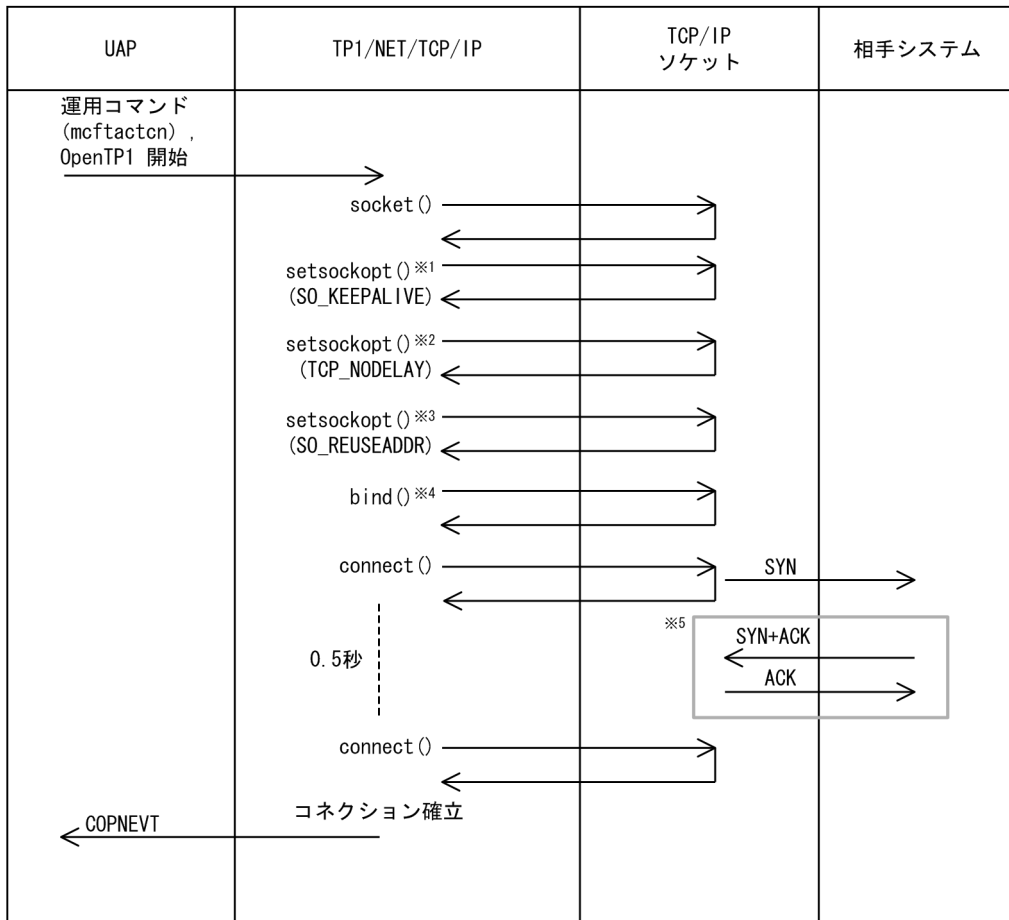 UAP
TP1/NET/TCP/IP
TCP/IP
ソケット
相手システム
運用コマンド
(mcftactcn),
OpenTP1 開始
socket()
setsockopt()※1
(SO_KEEPALIVE)
setsockopt()※2
(TCP_NODELAY)
setsockopt()※3
(SO_REUSEADDR)
bind()※4
connect()
SYN
※5
SYN+ACK
0.5秒
ACK
connect()
コネクション確立
COPNEVT